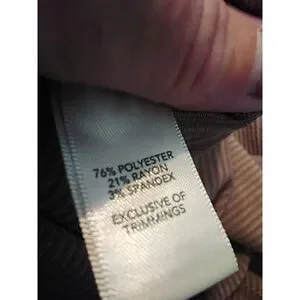 76% POLYESTER
21% RAYON
3% SPANDEX
EXCLUSIVE OF
TRIMMINGS